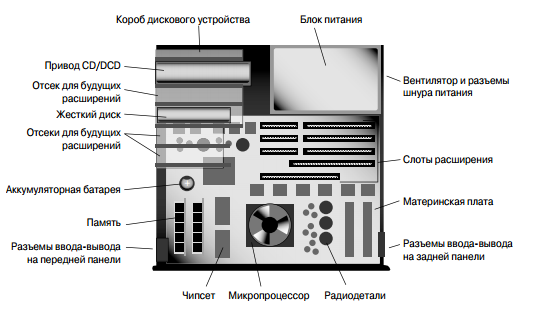 Короб дискового устройства
Блок питания
Привод CD/DCD
Отсек для будущих
расширений
Жесткий диск
Отсеки для будущих
расширений
Аккумуляторная батарея
Память
Разъемы ввода-вывода
на передней панели
Чипсет
Микропроцессор
Радиодетали
Вентилятор и разъемы
шнура питания
Слоты расширения
Материнская плата
Разъемы ввода-вывода
на задней панели